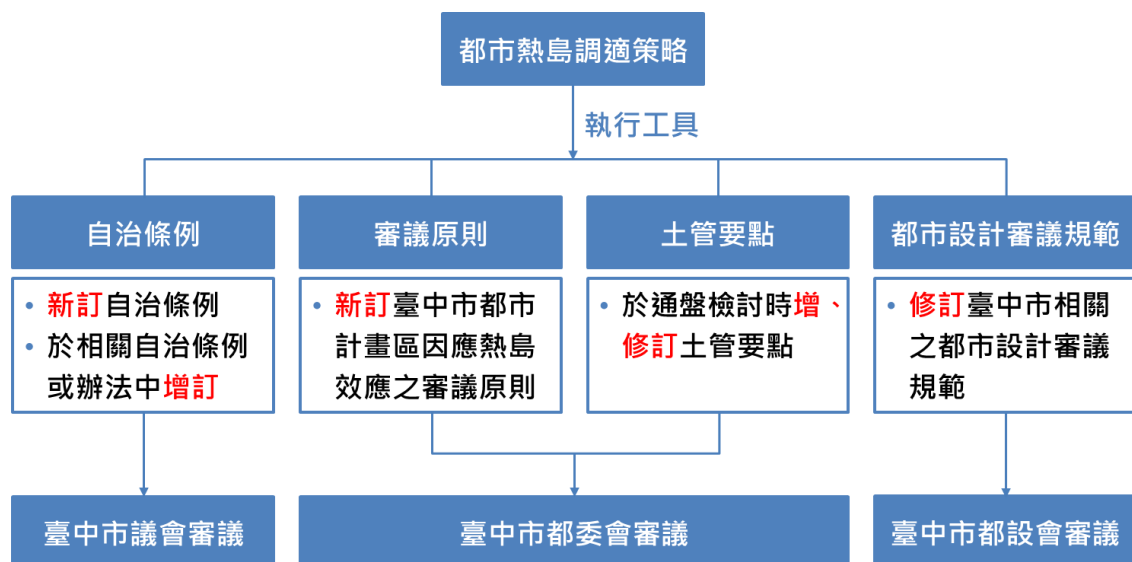 都市熱島調適策略
執行工具
自治條例
• 新訂自治條例
• 於相關自治條例
或辦法中增訂
審議原則
• 新訂臺中市都市
計畫區因應熱島
效應之審議原則
土管要點
• 於通盤檢討時增、
修訂土管要點
都市設計審議規範
• 修訂臺中市相關
之都市設計審議
規範
臺中市議會審議
臺中市都委會審議
臺中市都設會審議